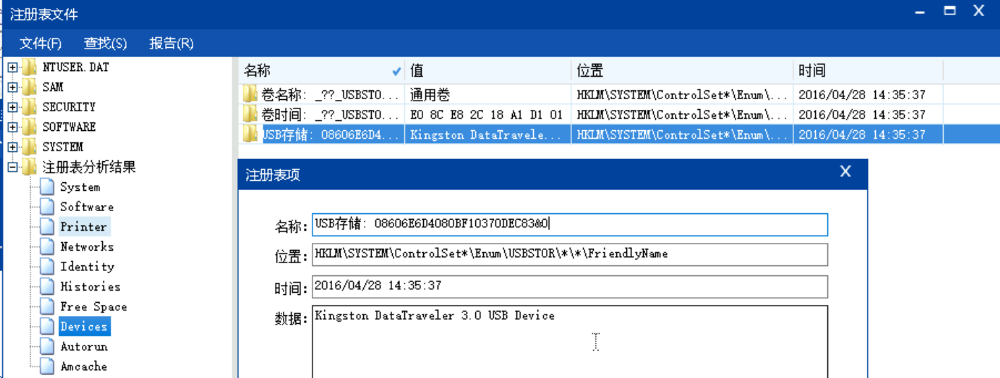 注册表文件
文件(F) 查找(S) 报告(R)
NTUSER.DAT
SAM
SECURITY
SOFTWARE
SYSTEM
注册表分析结果
System
Software
Printer
Networks
Identity
Histories
Free Space
Devices
Autorun
Amcache
名称 值 位置 时间
卷名称: _??_USBSTO... 通用卷 HKLM\SYSTEM\ControlSet*\Enum\... 2016/04/28 14:35:37
卷时间: _??_USBSTO... E0 8C E8 2C 18 A1 D1 01 HKLM\SYSTEM\ControlSet*\Enum\... 2016/04/28 14:35:37
USB存储: 08606E6D4... Kingston DataTravele... HKLM\SYSTEM\ControlSet*\Enum\... 2016/04/28 14:35:37
注册表项
名称: USB存储: 08606E6D4080BF10370DEC83&0
位置: HKLM\SYSTEM\ControlSet*\Enum\USBSTOR\*\*\FriendlyName
时间: 2016/04/28 14:35:37
数据: Kingston DataTraveler 3.0 USB Device